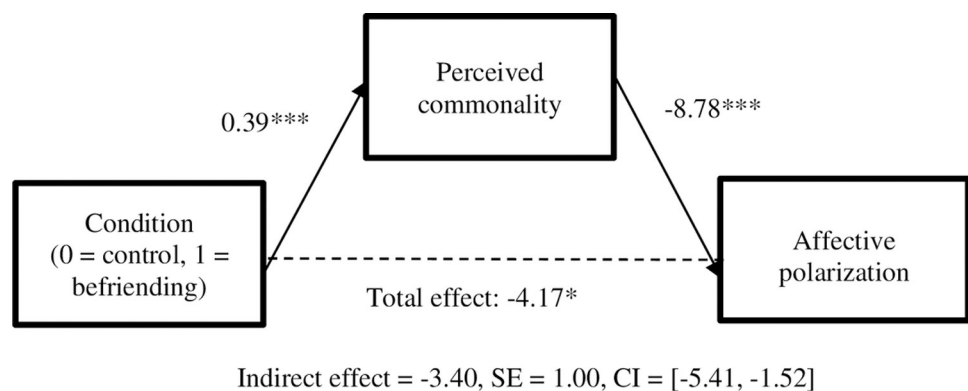 Perceived
commonality
0.39***
-8.78***
Condition
(0 = control, 1 =
befriending)
Affective
polarization
Total effect: -4.17*
Indirect effect = -3.40, SE = 1.00, CI = [-5.41, -1.52]